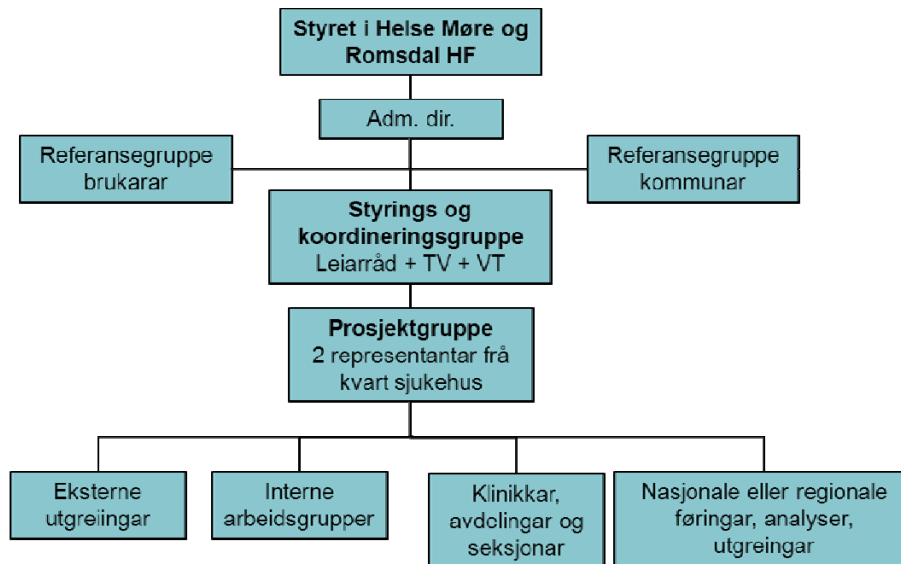 Styret i Helse Møre og
Romsdal HF
Adm. dir.
Referansegruppe
brukarar
Referansegruppe
kommunar
Styrings og
koordineringsgruppe
Leiarråd + TV + VT
Prosjektgruppe
2 representantar frå
kvart sjukehus
Eksterne
utgreiingar
Interne
arbeidsgrupper
Klinikkar,
avdelingar og
seksjonar
Nasjonale eller regionale
føringar, analyser,
utgreingar